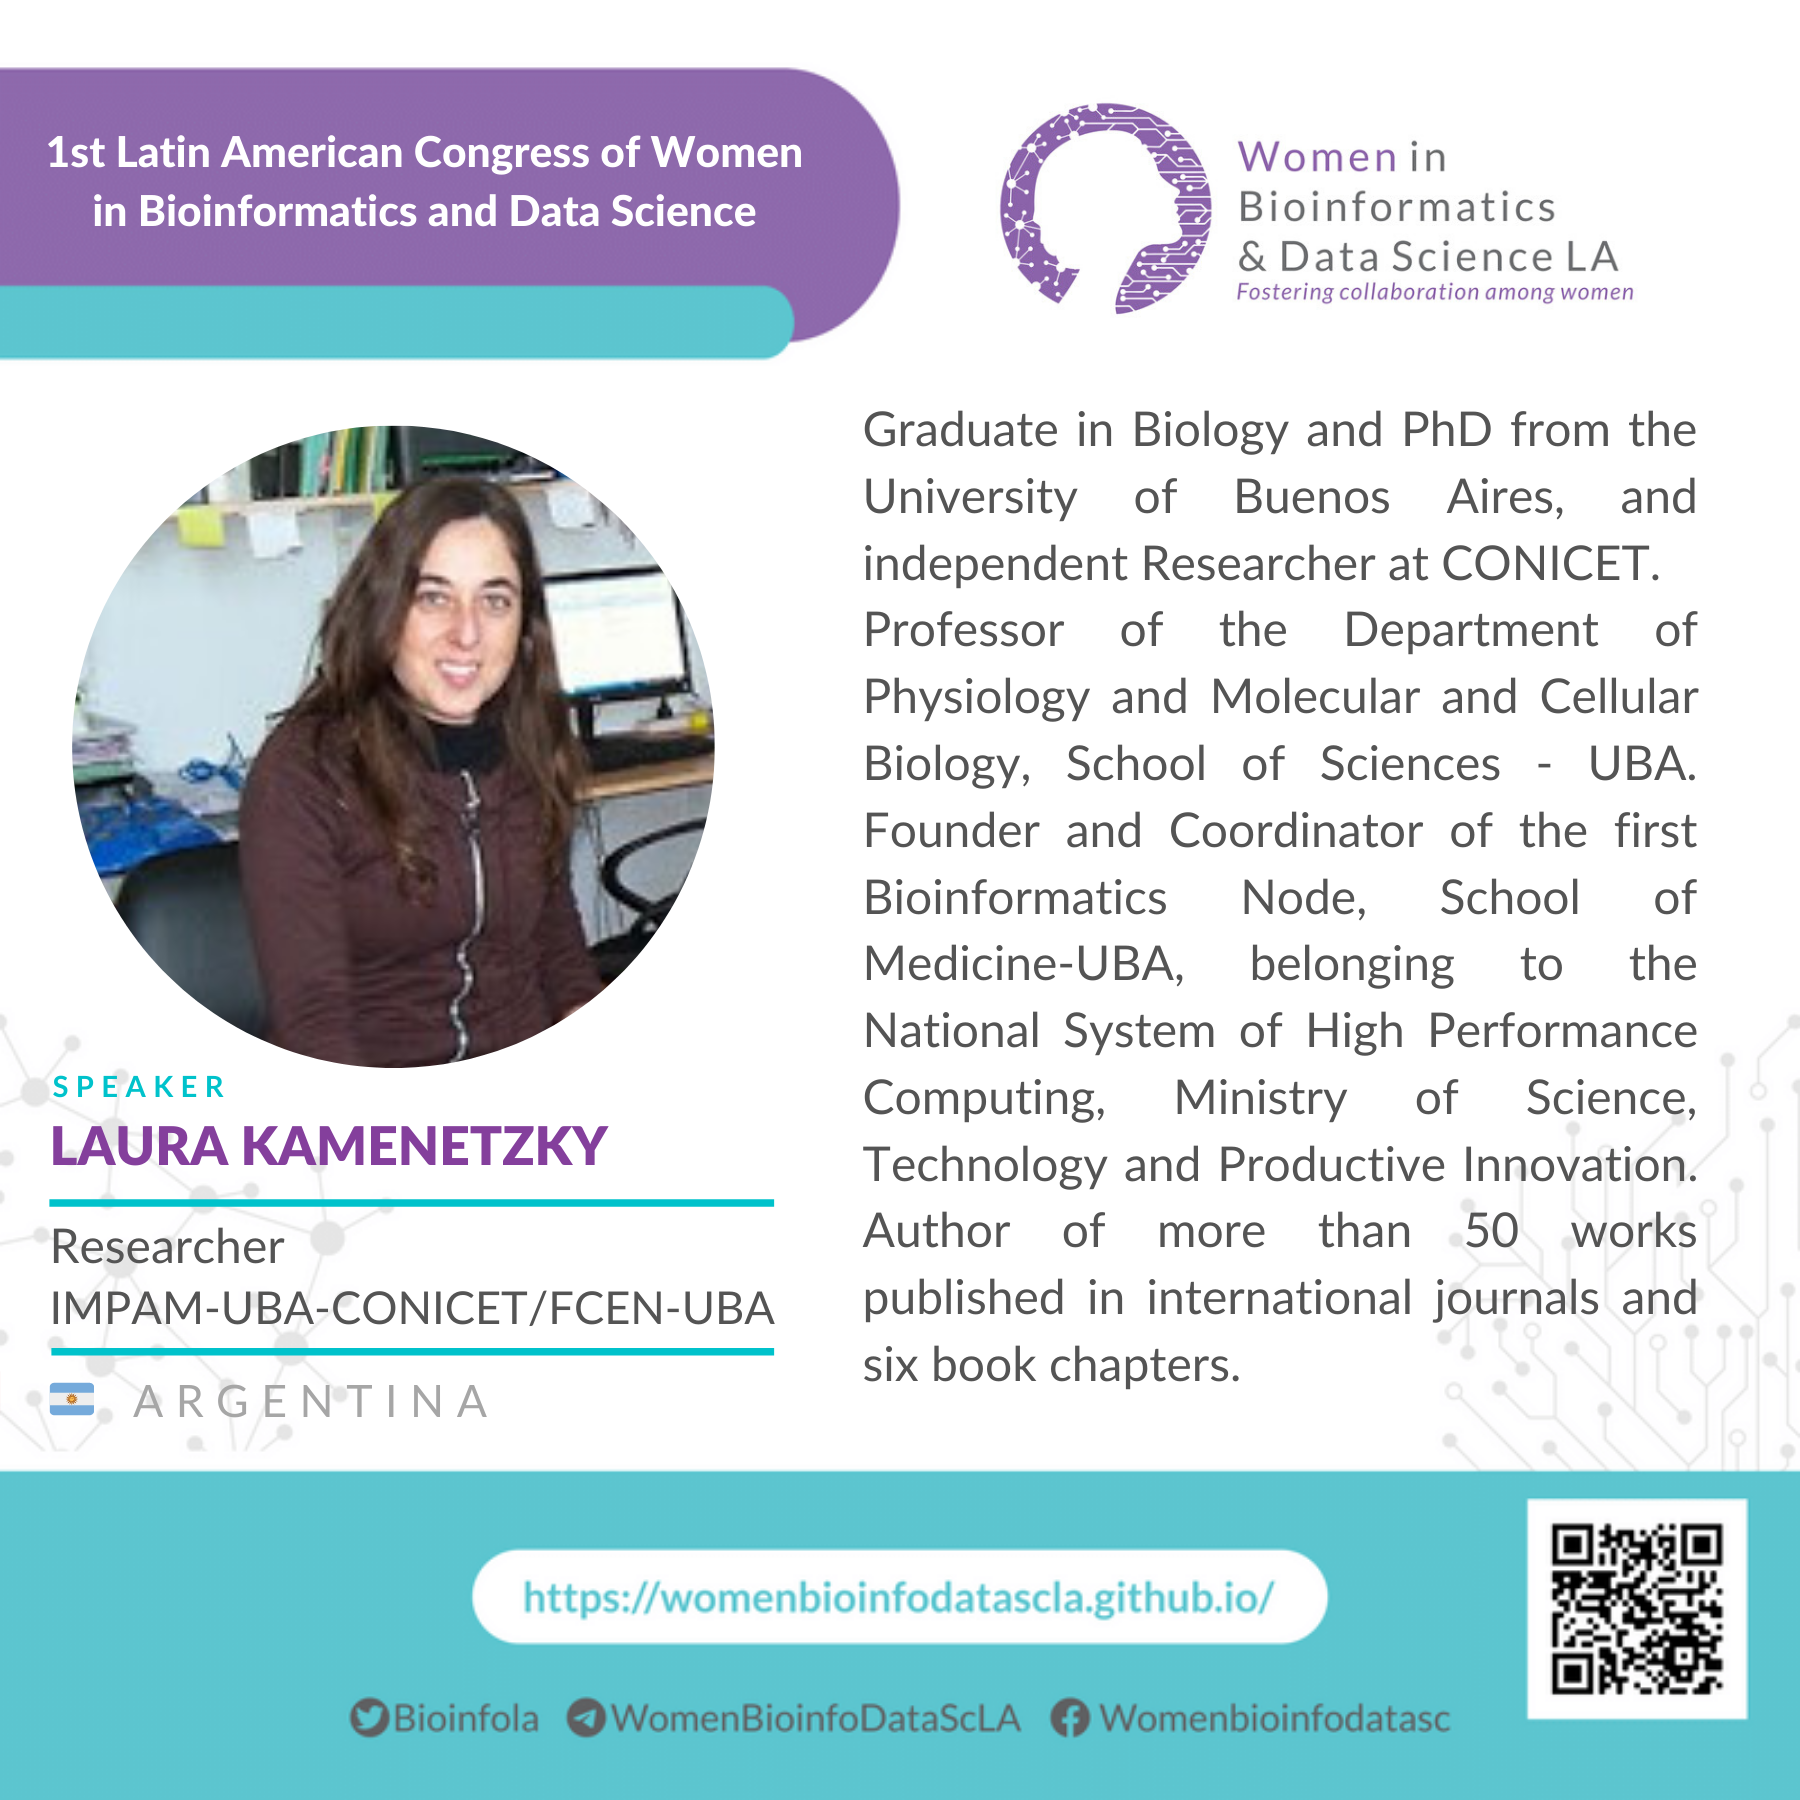 1st Latin American Congress of Women
in Bioinformatics and Data Science
Women in
Bioinformatics
& Data Science LA
Fostering collaboration among women
SPEAKER
LAURA KAMENETZKY
Researcher
IMPAM-UBA-CONICET/FCEN-UBA
ARGENTINA
Graduate in Biology and PhD from the
University of Buenos Aires, and
independent Researcher at CONICET.
Professor of the Department of
Physiology and Molecular and Cellular
Biology, School of Sciences - UBA.
Founder and Coordinator of the first
Bioinformatics Node, School of
Medicine-UBA, belonging to the
National System of High Performance
Computing, Ministry of Science,
Technology and Productive Innovation.
Author of more than 50 works
published in international journals and
six book chapters.
https://womenbioinfodatascla.github.io/
Bioinfola WomenBioinfoDataScLA Womenbioinfodatasc